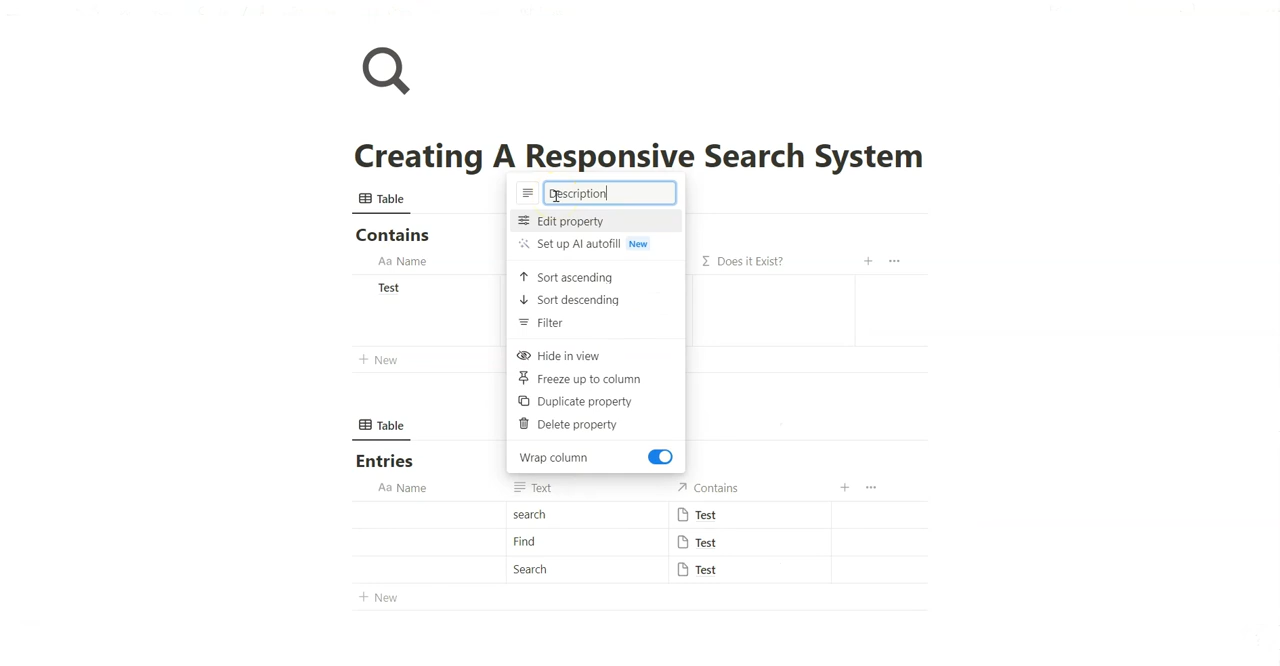 Creating A Responsive Search System
Table
Description
Contains
Edit property
Set up AI autofill New
Aa Name
Σ Does it Exist?
Sort ascending
Test
Sort descending
Filter
Hide in view
+ New
Freeze up to column
Duplicate property
Table
Delete property
Entries
Wrap column
Aa Name Text Contains
search Test
Find Test
Search Test
+ New